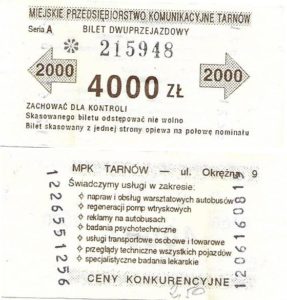 MIEJSKIE PRZEDSIĘBIORSTWO KOMUNIKACYJNE TARNÓW
Seria A BILET DWUPRZEJAZDOWY
215948
2000 4000 ZŁ 2000
ZACHOWAĆ DLA KONTROLI
Skasowanego biletu odstępować nie wolno
Bilet skasowany z jednej strony opiewa na połowę nominału
MPK TARNÓW — ul. Okrężna 9
Świadczymy usługi w zakresie:
napraw i obsług warsztatowych autobusów
regeneracji pomp wtryskowych
reklamy na autobusach
badania psychotechniczne
usługi transportowe osobowe i towarowe
przeglądy techniczne wszystkich pojazdów
specjalistyczne badania lekarskie
CENY KONKURENCYJNE
1226551256